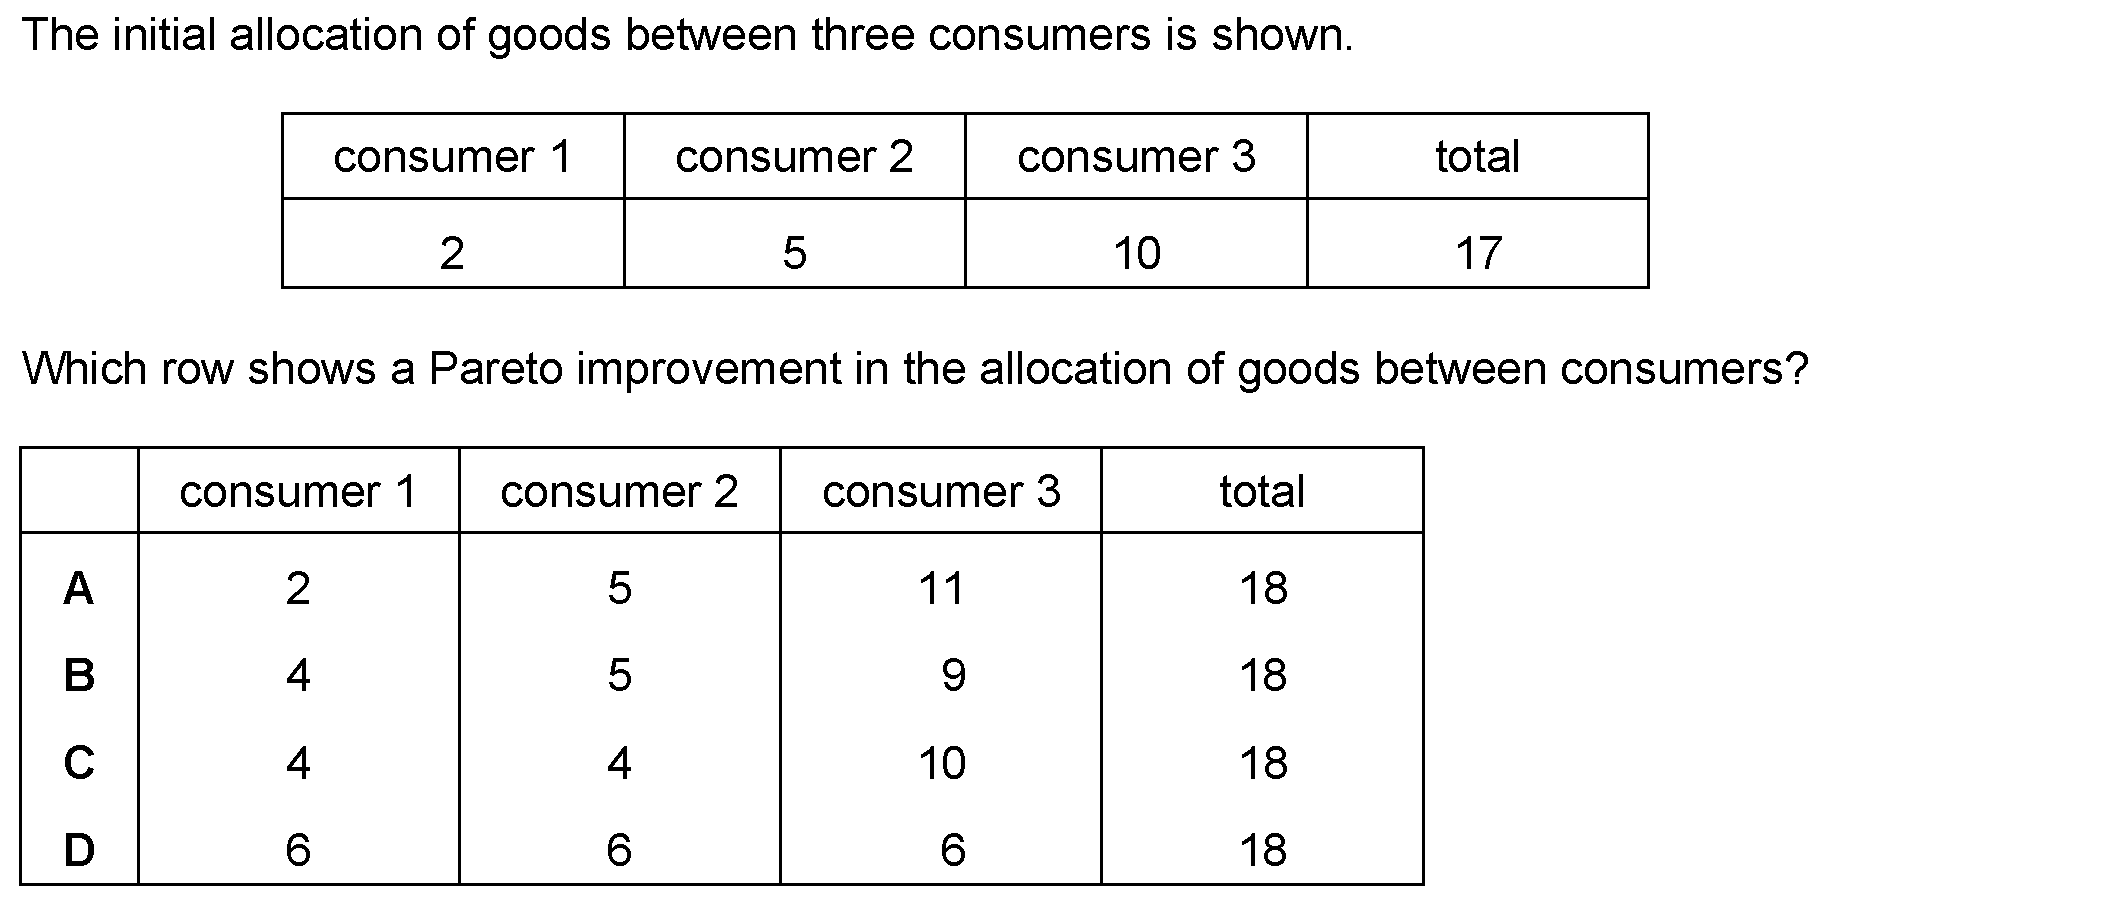 The initial allocation of goods between three consumers is shown.
consumer 1 consumer 2 consumer 3 total
2 5 10 17
Which row shows a Pareto improvement in the allocation of goods between consumers?
consumer 1 consumer 2 consumer 3 total
A 2 5 11 18
B 4 5 9 18
C 4 4 10 18
D 6 6 6 18